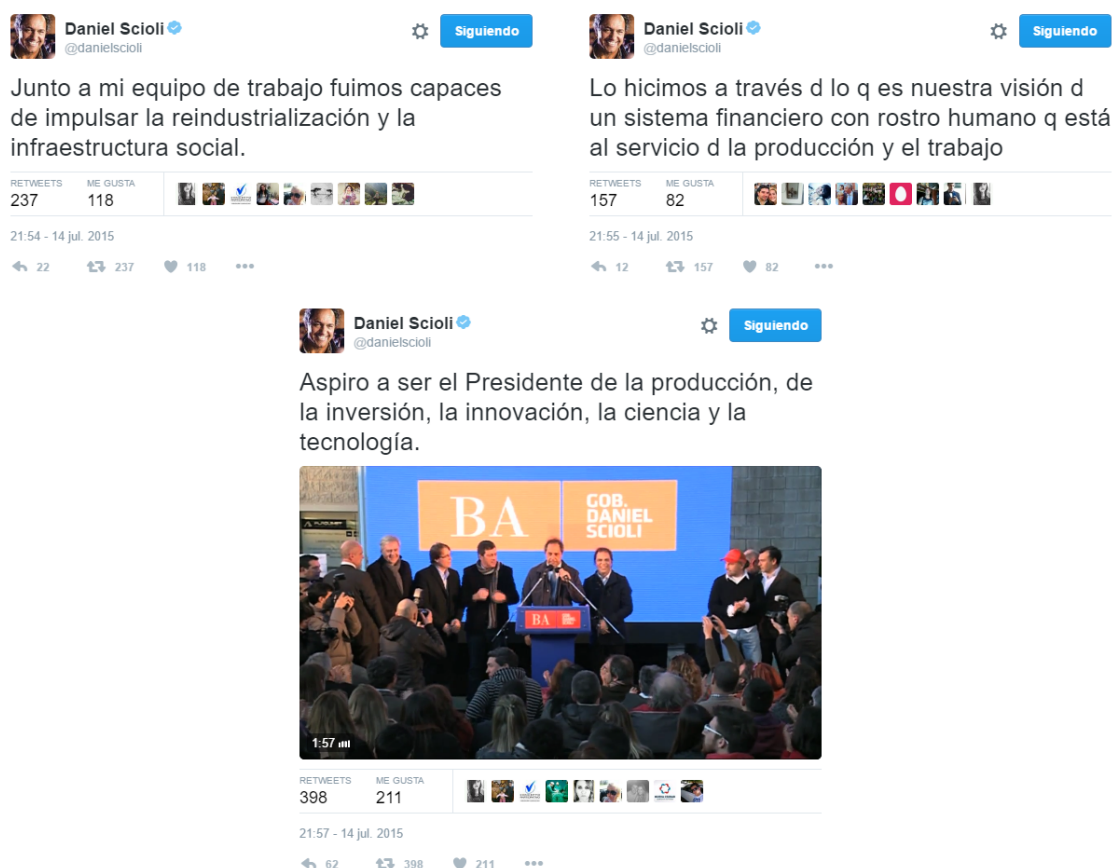 Daniel Scioli
@danielscioli
Siguiendo
Junto a mi equipo de trabajo fuimos capaces
de impulsar la reindustrialización y la
infraestructura social.
RETWEETS ME GUSTA
237 118
21:54 - 14 jul. 2015
22 237 118
Daniel Scioli
@danielscioli
Siguiendo
Lo hicimos a través d lo q es nuestra visión d
un sistema financiero con rostro humano q está
al servicio d la producción y el trabajo
RETWEETS ME GUSTA
157 82
21:55 - 14 jul. 2015
12 157 82
Daniel Scioli
@danielscioli
Siguiendo
Aspiro a ser el Presidente de la producción, de
la inversión, la innovación, la ciencia y la
tecnología.
BA
GOB.
DANIEL
SCIOLI
BA
1:57
RETWEETS ME GUSTA
398 211
21:57 - 14 jul. 2015
62 398 211